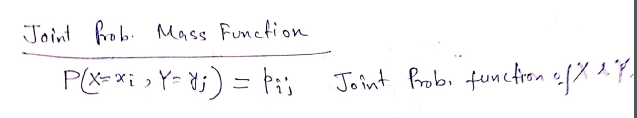 Joint Prob. Mass Function
P(X=xi , Y=yj) = Pij Joint Prob. function of X & Y.